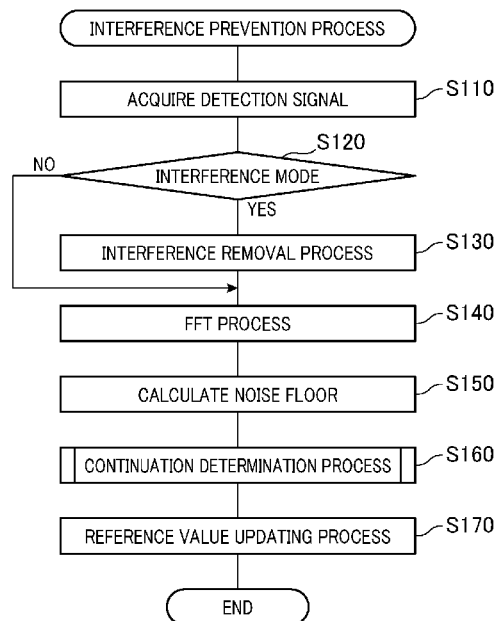 INTERFERENCE PREVENTION PROCESS
ACQUIRE DETECTION SIGNAL
S110
S120
NO
INTERFERENCE MODE
YES
INTERFERENCE REMOVAL PROCESS
S130
FFT PROCESS
S140
CALCULATE NOISE FLOOR
S150
CONTINUATION DETERMINATION PROCESS
S160
REFERENCE VALUE UPDATING PROCESS
S170
END